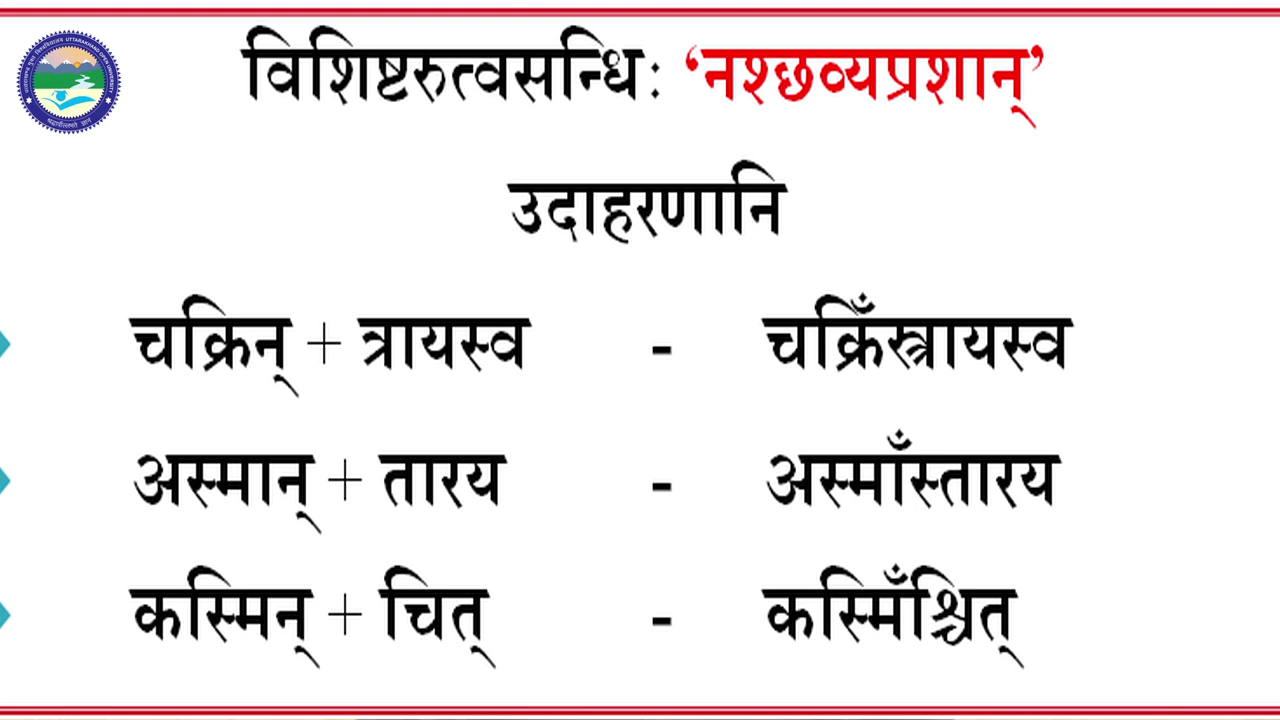 विशिष्टरुत्वसन्धिः ‘नश्छव्यप्रशान्’
उदाहरणानि
चक्रिन् + त्रायस्व - चक्रिँस्त्रायस्व
अस्मान् + तारय - अस्माँस्तारय
कस्मिन् + चित् - कस्मिँश्चित्